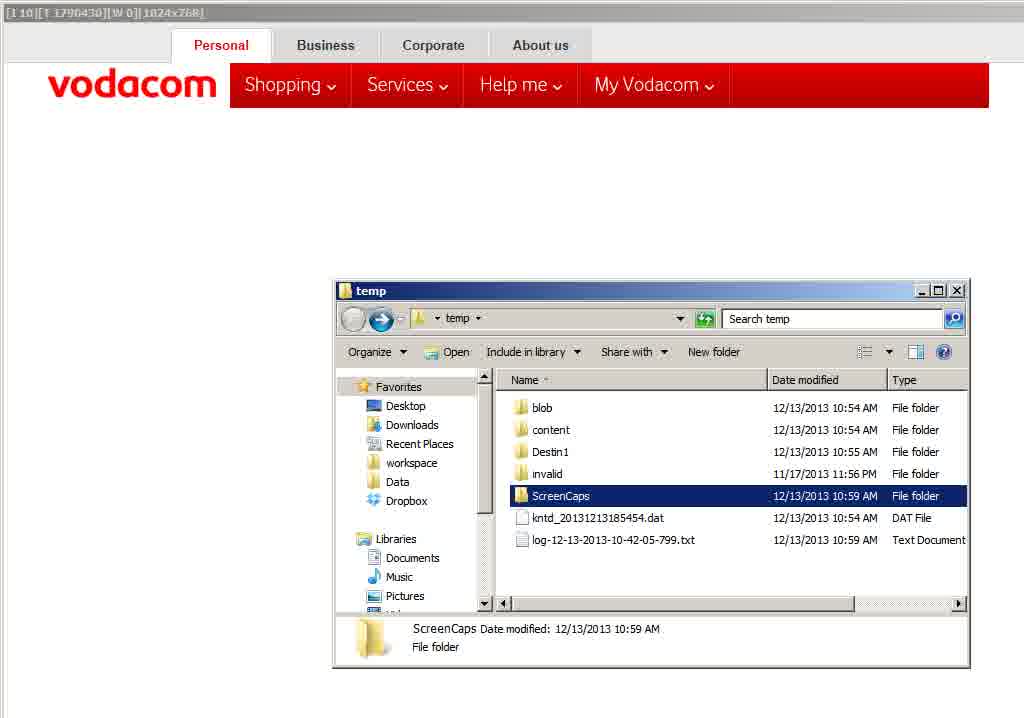 [I 10][T 1790430][W 0][1024x768]
Personal Business Corporate About us
vodacom Shopping Services Help me My Vodacom
temp
temp Search temp
Organize Open Include in library Share with New folder
Name Date modified Type
Favorites
Desktop
Downloads
Recent Places
workspace
Data
Dropbox
Libraries
Documents
Music
Pictures
blob 12/13/2013 10:54 AM File folder
content 12/13/2013 10:54 AM File folder
Destin1 12/13/2013 10:55 AM File folder
invalid 11/17/2013 11:56 PM File folder
ScreenCaps 12/13/2013 10:59 AM File folder
kntd_20131213185454.dat 12/13/2013 10:54 AM DAT File
log-12-13-2013-10-42-05-799.txt 12/13/2013 10:59 AM Text Document
ScreenCaps Date modified: 12/13/2013 10:59 AM
File folder